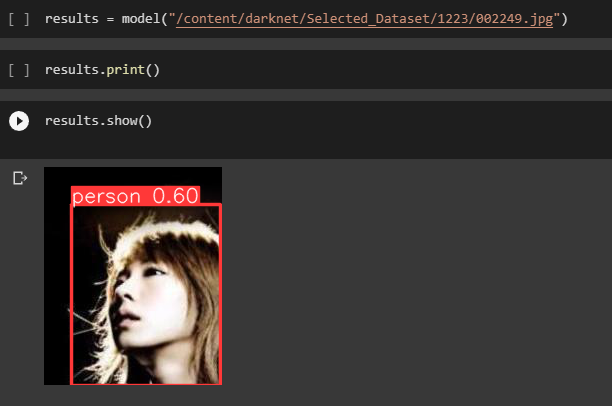 [ ] results = model("/content/darknet/Selected_Dataset/1223/002249.jpg")
[ ] results.print()
results.show()
person 0.60